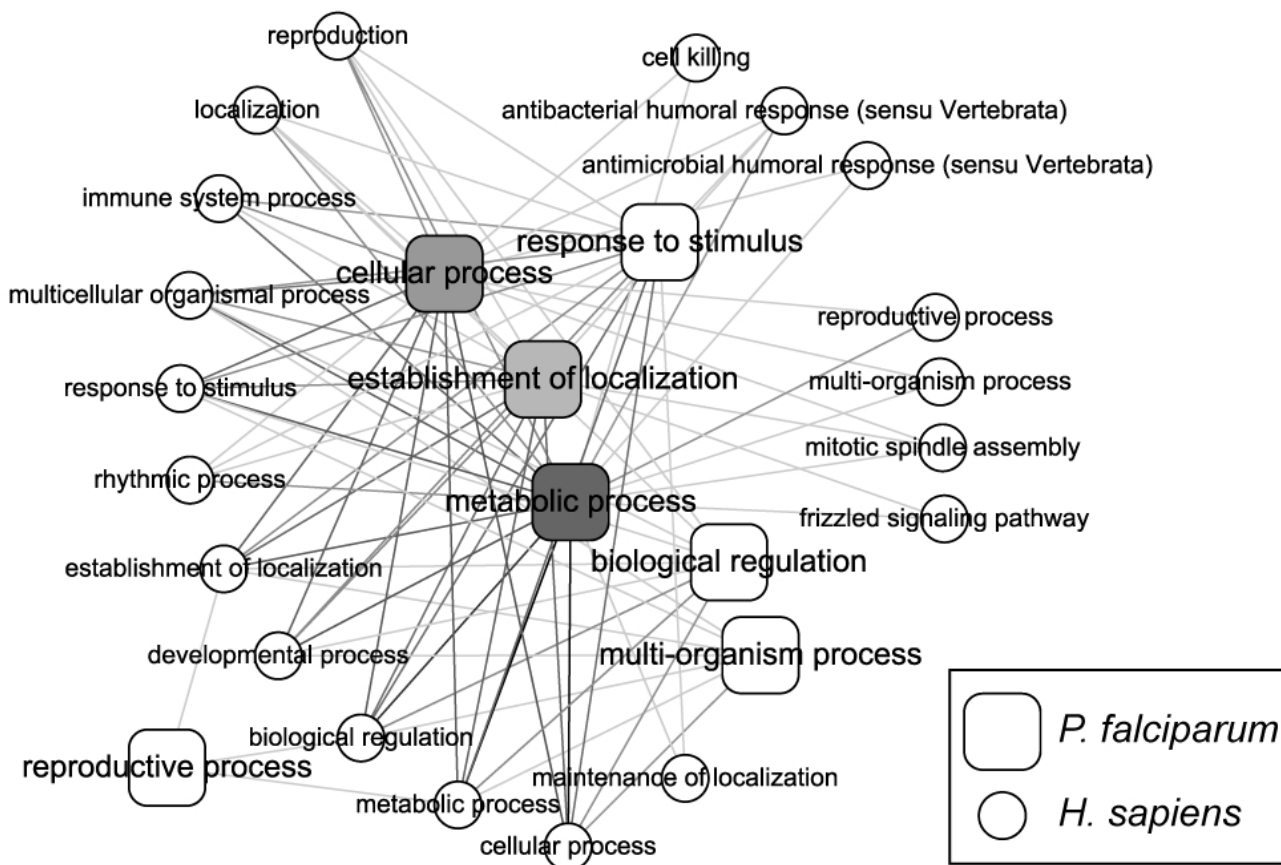 reproduction
cell killing
localization
antibacterial humoral response (sensu Vertebrata)
antimicrobial humoral response (sensu Vertebrata)
immune system process
response to stimulus
cellular process
multicellular organismal process
reproductive process
establishment of localization
multi-organism process
response to stimulus
mitotic spindle assembly
rhythmic process
metabolic process
frizzled signaling pathway
biological regulation
establishment of localization
developmental process
multi-organism process
biological regulation
reproductive process
maintenance of localization
metabolic process
cellular process
P. falciparum
H. sapiens